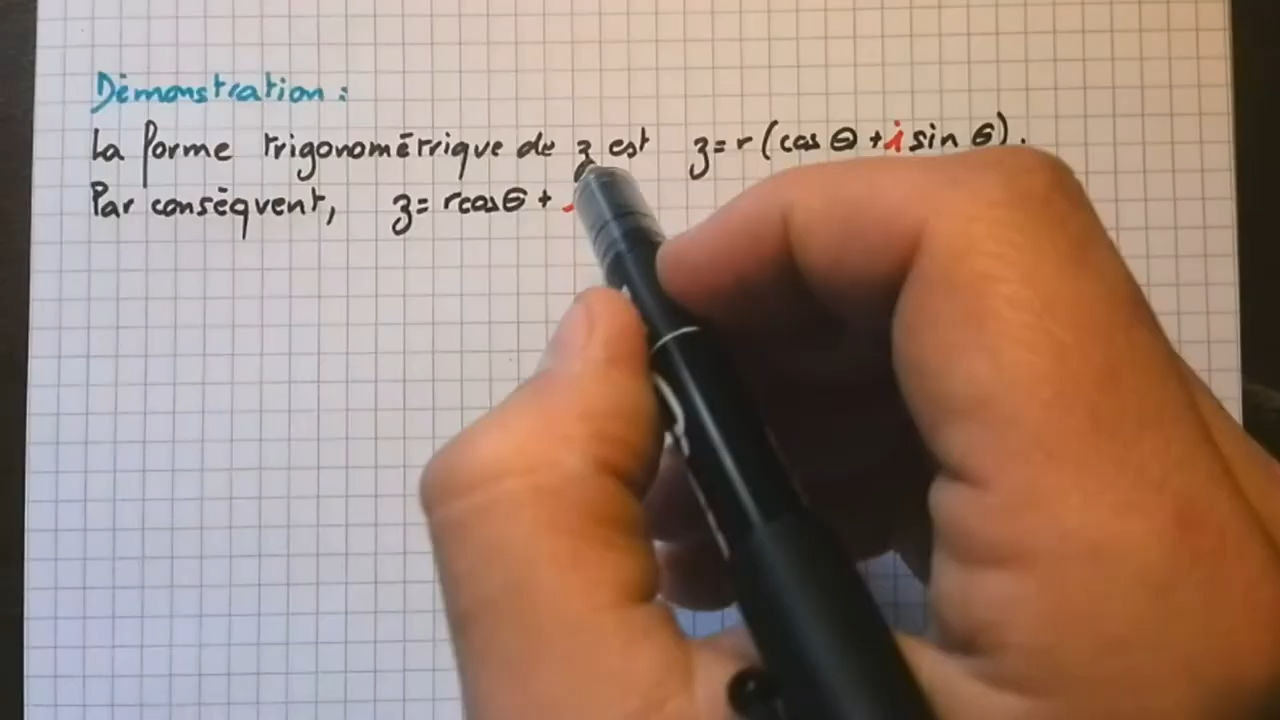 Démonstration :
La forme trigonométrique de z est z = r (cos θ + i sin θ).
Par conséquent, z = r cos θ +